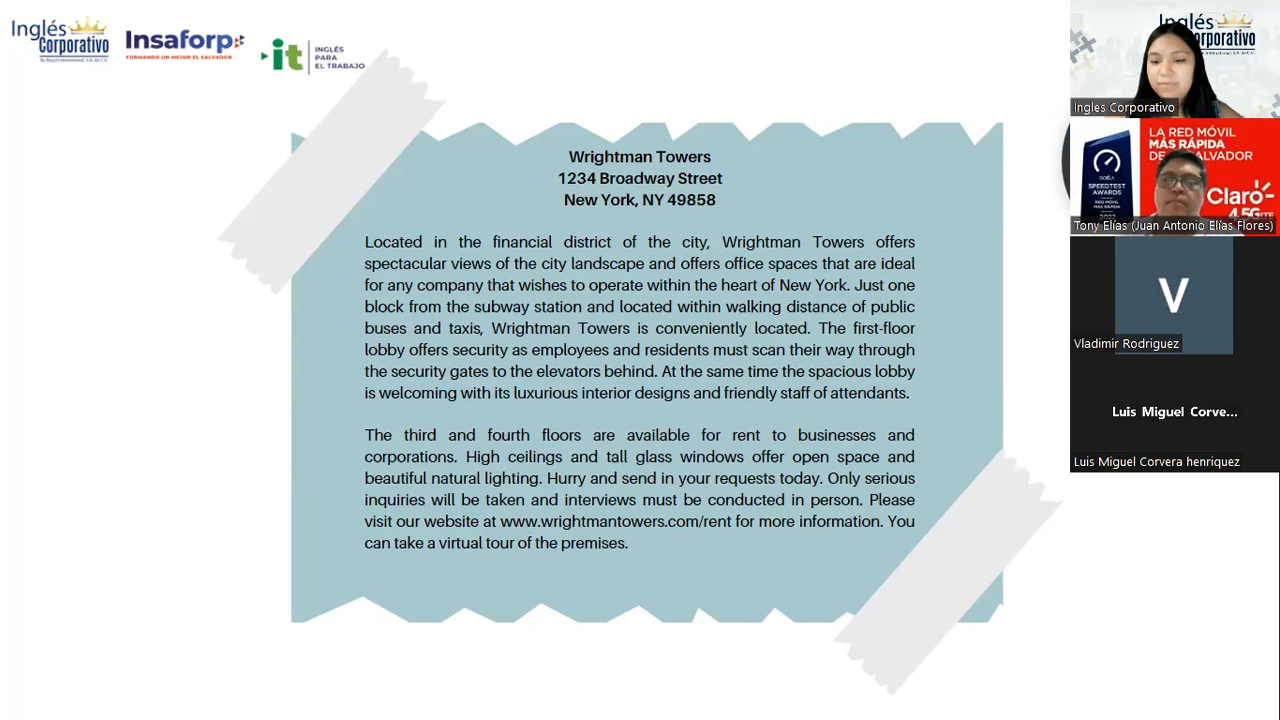 Inglés
Corporativo
By Regal International, S.A. de C.V.
Insaforp
FORMANDO UN MEJOR EL SALVADOR
it
INGLÉS
PARA
EL TRABAJO
Wrightman Towers
1234 Broadway Street
New York, NY 49858
Located in the financial district of the city, Wrightman Towers offers
spectacular views of the city landscape and offers office spaces that are ideal
for any company that wishes to operate within the heart of New York. Just one
block from the subway station and located within walking distance of public
buses and taxis, Wrightman Towers is conveniently located. The first-floor
lobby offers security as employees and residents must scan their way through
the security gates to the elevators behind. At the same time the spacious lobby
is welcoming with its luxurious interior designs and friendly staff of attendants.
The third and fourth floors are available for rent to businesses and
corporations. High ceilings and tall glass windows offer open space and
beautiful natural lighting. Hurry and send in your requests today. Only serious
inquiries will be taken and interviews must be conducted in person. Please
visit our website at www.wrightmantowers.com/rent for more information. You
can take a virtual tour of the premises.
Inglés
Corporativo
Ingles Corporativo
LA RED MÓVIL
MÁS RÁPIDA
DE SALVADOR
SPEEDTEST
AWARDS
Claro
4.5G LTE
Tony Elías (Juan Antonio Elías Flores)
V
Vladimir Rodriguez
Luis Miguel Corve...
Luis Miguel Corvera henriquez